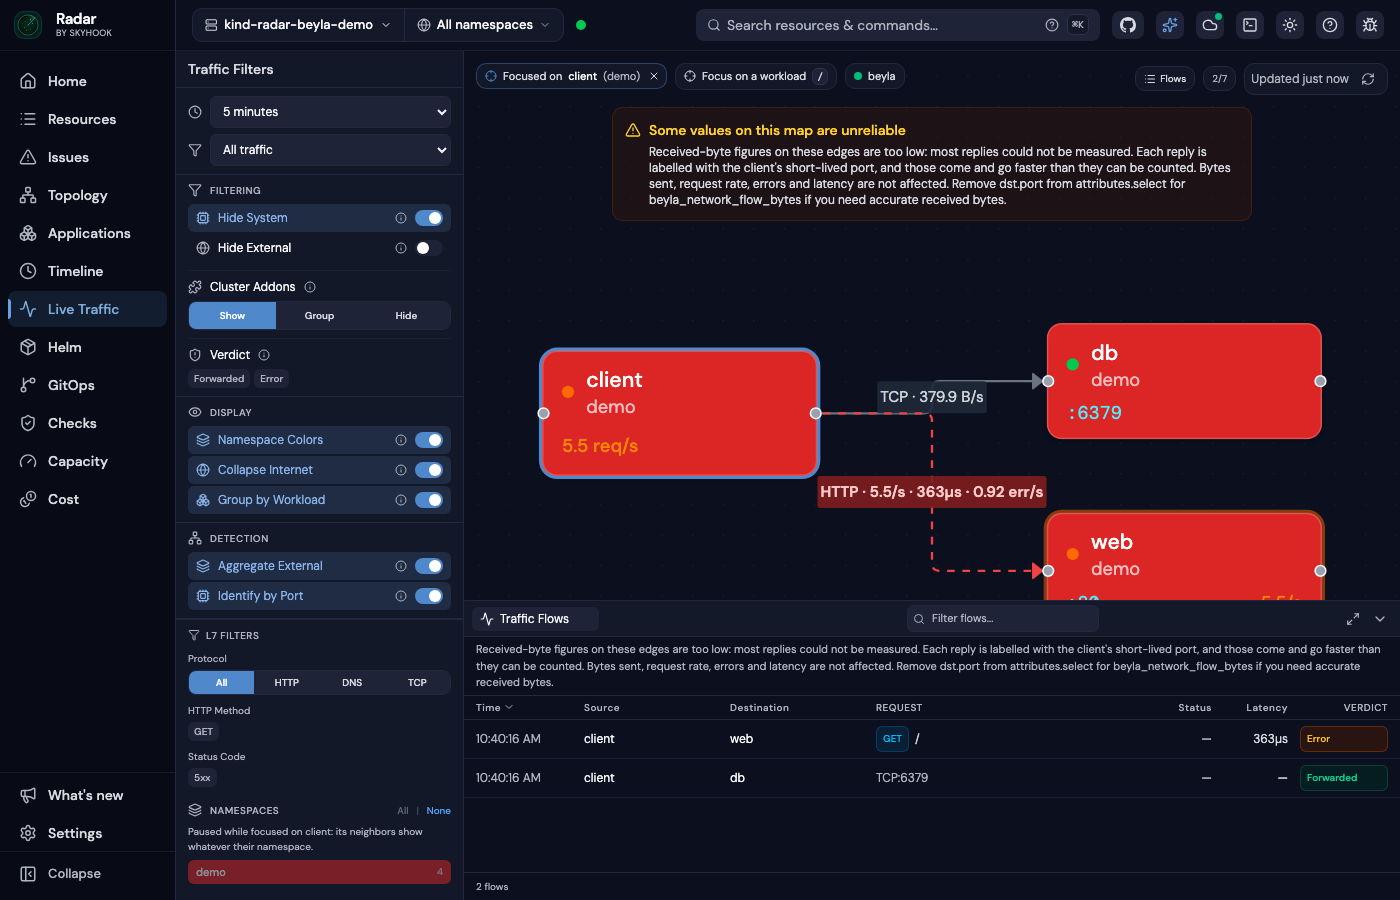 Radar
BY SKYHOOK
kind-radar-beyla-demo
All namespaces
Search resources & commands...
⌘K
Home
Resources
Issues
Topology
Applications
Timeline
Live Traffic
Helm
GitOps
Checks
Capacity
Cost
What's new
Settings
Collapse
Traffic Filters
5 minutes
All traffic
FILTERING
Hide System
Hide External
Cluster Addons
Show Group Hide
Verdict
Forwarded Error
DISPLAY
Namespace Colors
Collapse Internet
Group by Workload
DETECTION
Aggregate External
Identify by Port
L7 FILTERS
Protocol
All HTTP DNS TCP
HTTP Method
GET
Status Code
5xx
NAMESPACES All | None
Paused while focused on client: its neighbors show
whatever their namespace.
demo 4
Focused on client (demo)
Focus on a workload /
beyla
Flows
2/7
Updated just now
Some values on this map are unreliable
Received-byte figures on these edges are too low: most replies could not be measured. Each reply is
labelled with the client's short-lived port, and those come and go faster than they can be counted. Bytes
sent, request rate, errors and latency are not affected. Remove dst.port from attributes.select for
beyla_network_flow_bytes if you need accurate received bytes.
client
demo
5.5 req/s
TCP · 379.9 B/s
db
demo
:6379
HTTP · 5.5/s · 363µs · 0.92 err/s
web
demo
:80 5.5/s
Traffic Flows
Filter flows...
Received-byte figures on these edges are too low: most replies could not be measured. Each reply is labelled with the client's short-lived port, and those come and go faster than
they can be counted. Bytes sent, request rate, errors and latency are not affected. Remove dst.port from attributes.select for beyla_network_flow_bytes if you need accurate
received bytes.
Time Source Destination REQUEST Status Latency VERDICT
10:40:16 AM client web GET / — 363µs Error
10:40:16 AM client db TCP:6379 — — Forwarded
2 flows